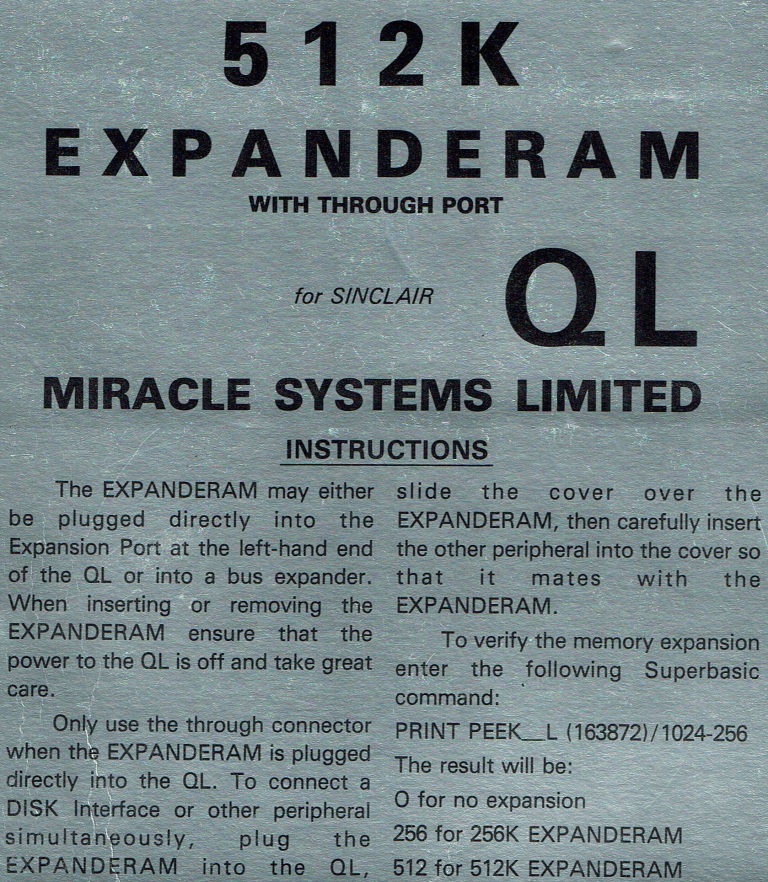 512K
EXPANDERAM
WITH THROUGH PORT
for SINCLAIR QL
MIRACLE SYSTEMS LIMITED
INSTRUCTIONS
The EXPANDERAM may either
be plugged directly into the
Expansion Port at the left-hand end
of the QL or into a bus expander.
When inserting or removing the
EXPANDERAM ensure that the
power to the QL is off and take great
care.
Only use the through connector
when the EXPANDERAM is plugged
directly into the QL. To connect a
DISK Interface or other peripheral
simultaneously, plug the
EXPANDERAM into the QL,
slide the cover over the
EXPANDERAM, then carefully insert
the other peripheral into the cover so
that it mates with the
EXPANDERAM.
To verify the memory expansion
enter the following Superbasic
command:
PRINT PEEK__L (163872)/1024-256
The result will be:
O for no expansion
256 for 256K EXPANDERAM
512 for 512K EXPANDERAM